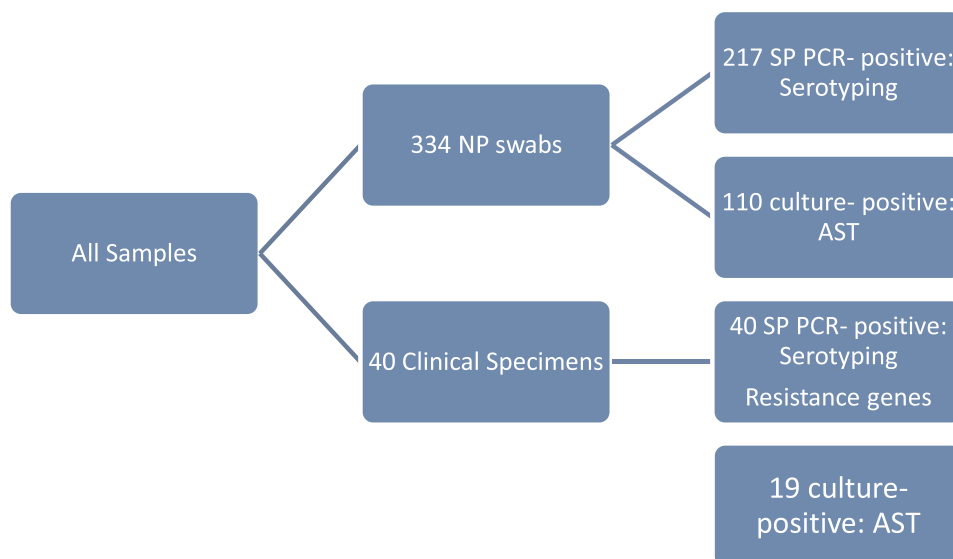 All Samples
334 NP swabs
40 Clinical Specimens
217 SP PCR- positive:
Serotyping
110 culture- positive:
AST
40 SP PCR- positive:
Serotyping
Resistance genes
19 culture-
positive: AST